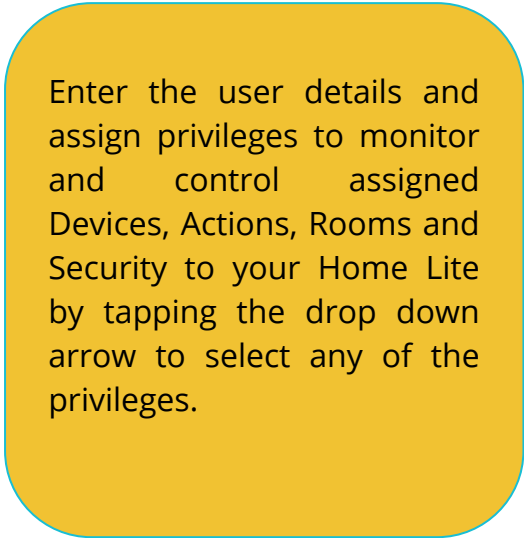 Enter the user details and
assign privileges to monitor
and control assigned
Devices, Actions, Rooms and
Security to your Home Lite
by tapping the drop down
arrow to select any of the
privileges.